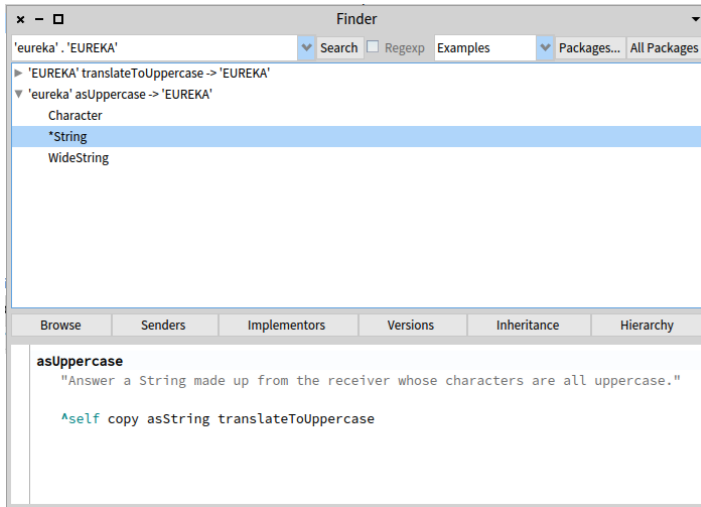 Finder
'eureka' . 'EUREKA' Search Regexp Examples Packages... All Packages
'EUREKA' translateToUppercase -> 'EUREKA'
'eureka' asUppercase -> 'EUREKA'
Character
*String
WideString
Browse Senders Implementors Versions Inheritance Hierarchy
asUppercase
"Answer a String made up from the receiver whose characters are all uppercase."
^self copy asString translateToUppercase